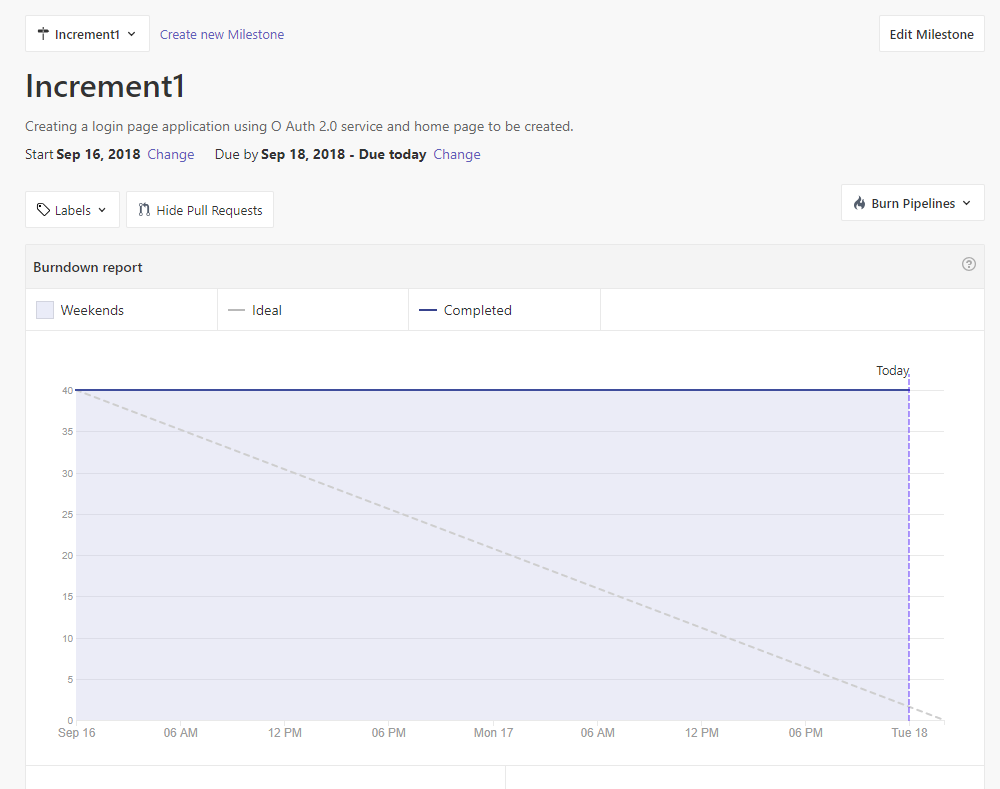 Increment1 Create new Milestone Edit Milestone
Increment1
Creating a login page application using O Auth 2.0 service and home page to be created.
Start Sep 16, 2018 Change Due by Sep 18, 2018 - Due today Change
Labels Hide Pull Requests Burn Pipelines
Burndown report ?
Weekends Ideal Completed
Today
40
35
30
25
20
15
10
5
0
Sep 16 06 AM 12 PM 06 PM Mon 17 06 AM 12 PM 06 PM Tue 18